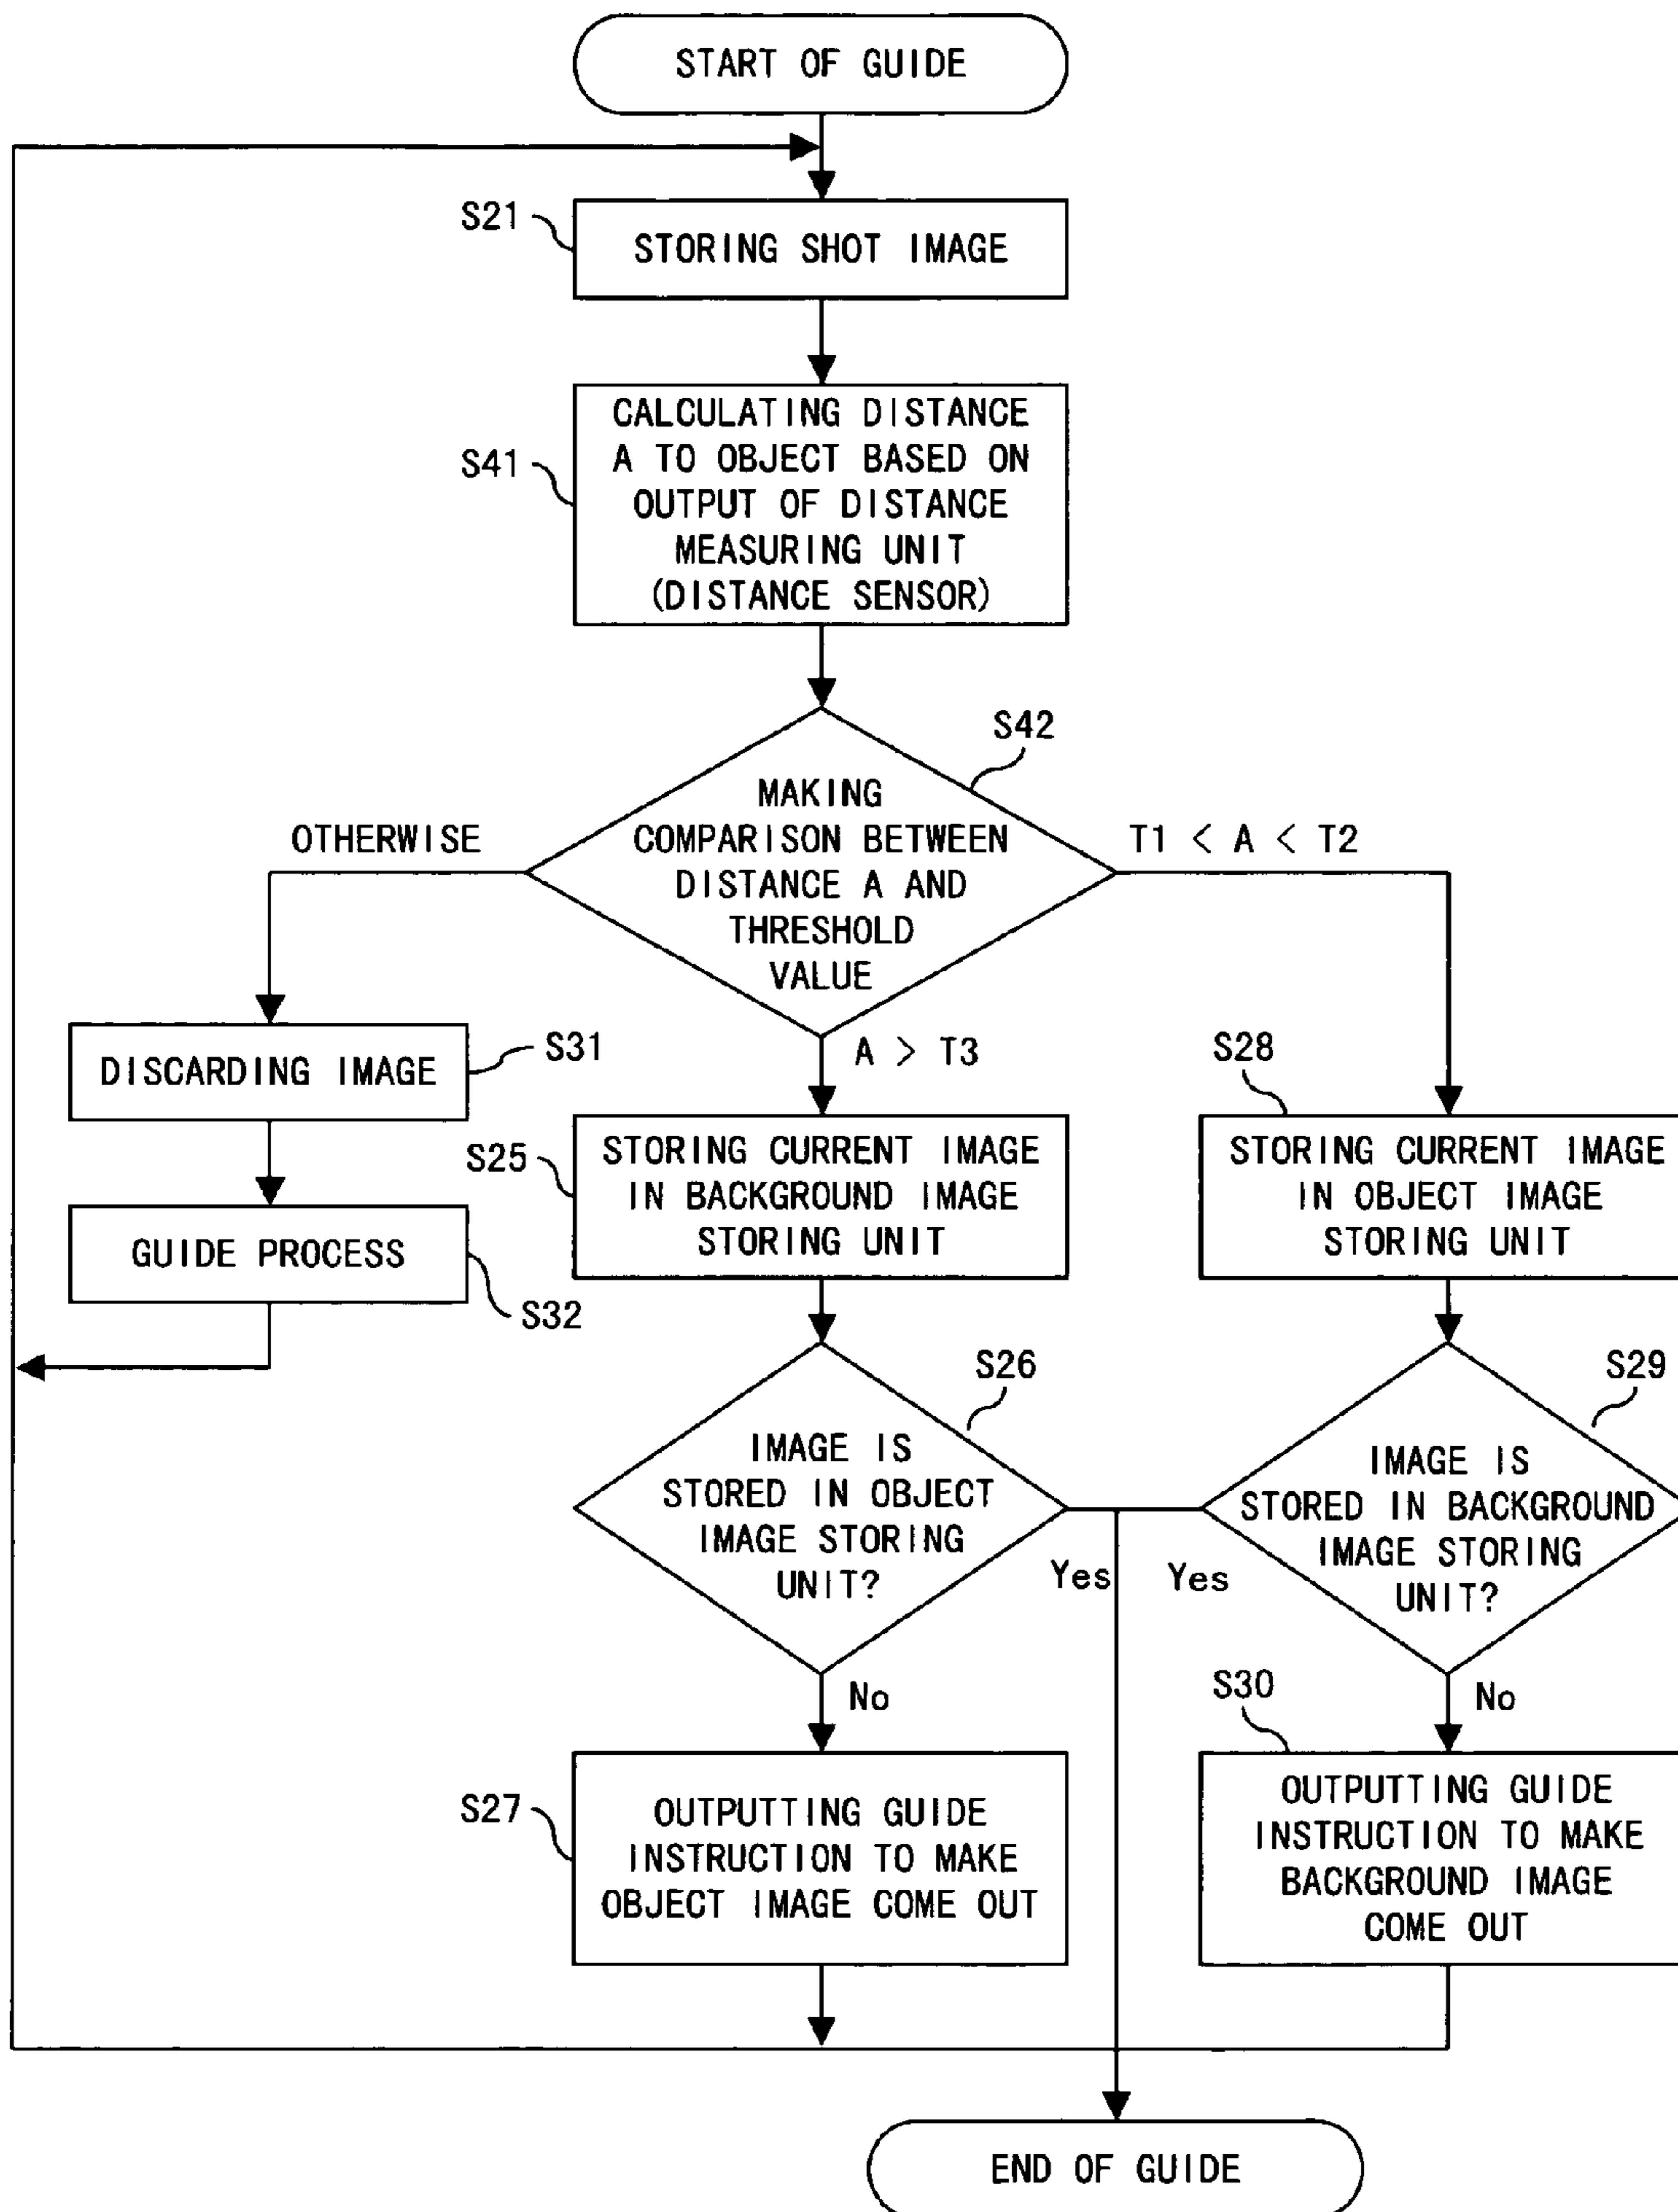 START OF GUIDE
S21
STORING SHOT IMAGE
S41
CALCULATING DISTANCE
A TO OBJECT BASED ON
OUTPUT OF DISTANCE
MEASURING UNIT
(DISTANCE SENSOR)
S42
MAKING
COMPARISON BETWEEN
DISTANCE A AND
THRESHOLD
VALUE
OTHERWISE
T1 < A < T2
A > T3
DISCARDING IMAGE
S31
GUIDE PROCESS
S32
S25
STORING CURRENT IMAGE
IN BACKGROUND IMAGE
STORING UNIT
S28
STORING CURRENT IMAGE
IN OBJECT IMAGE
STORING UNIT
S26
IMAGE IS
STORED IN OBJECT
IMAGE STORING
UNIT?
Yes
S29
IMAGE IS
STORED IN BACKGROUND
IMAGE STORING
UNIT?
Yes
No
S27
OUTPUTTING GUIDE
INSTRUCTION TO MAKE
OBJECT IMAGE COME OUT
No
S30
OUTPUTTING GUIDE
INSTRUCTION TO MAKE
BACKGROUND IMAGE
COME OUT
END OF GUIDE